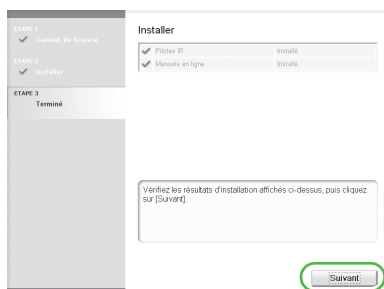 ETAPE 1
Contrat de licence
ETAPE 2
Installer
ETAPE 3
Terminé
Installer
Pilotes iR Installé
Manuels en ligne Installé
Vérifiez les résultats d'installation affichés ci-dessus, puis cliquez
sur [Suivant].
Suivant